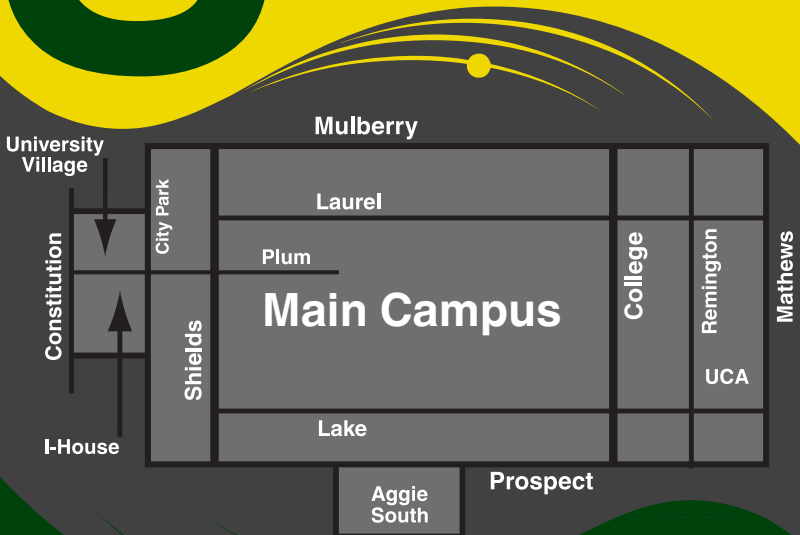 Mulberry
University
Village
City Park
Laurel
Constitution
Plum
College
Remington
Mathews
Main Campus
Shields
UCA
Lake
I-House
Prospect
Aggie
South